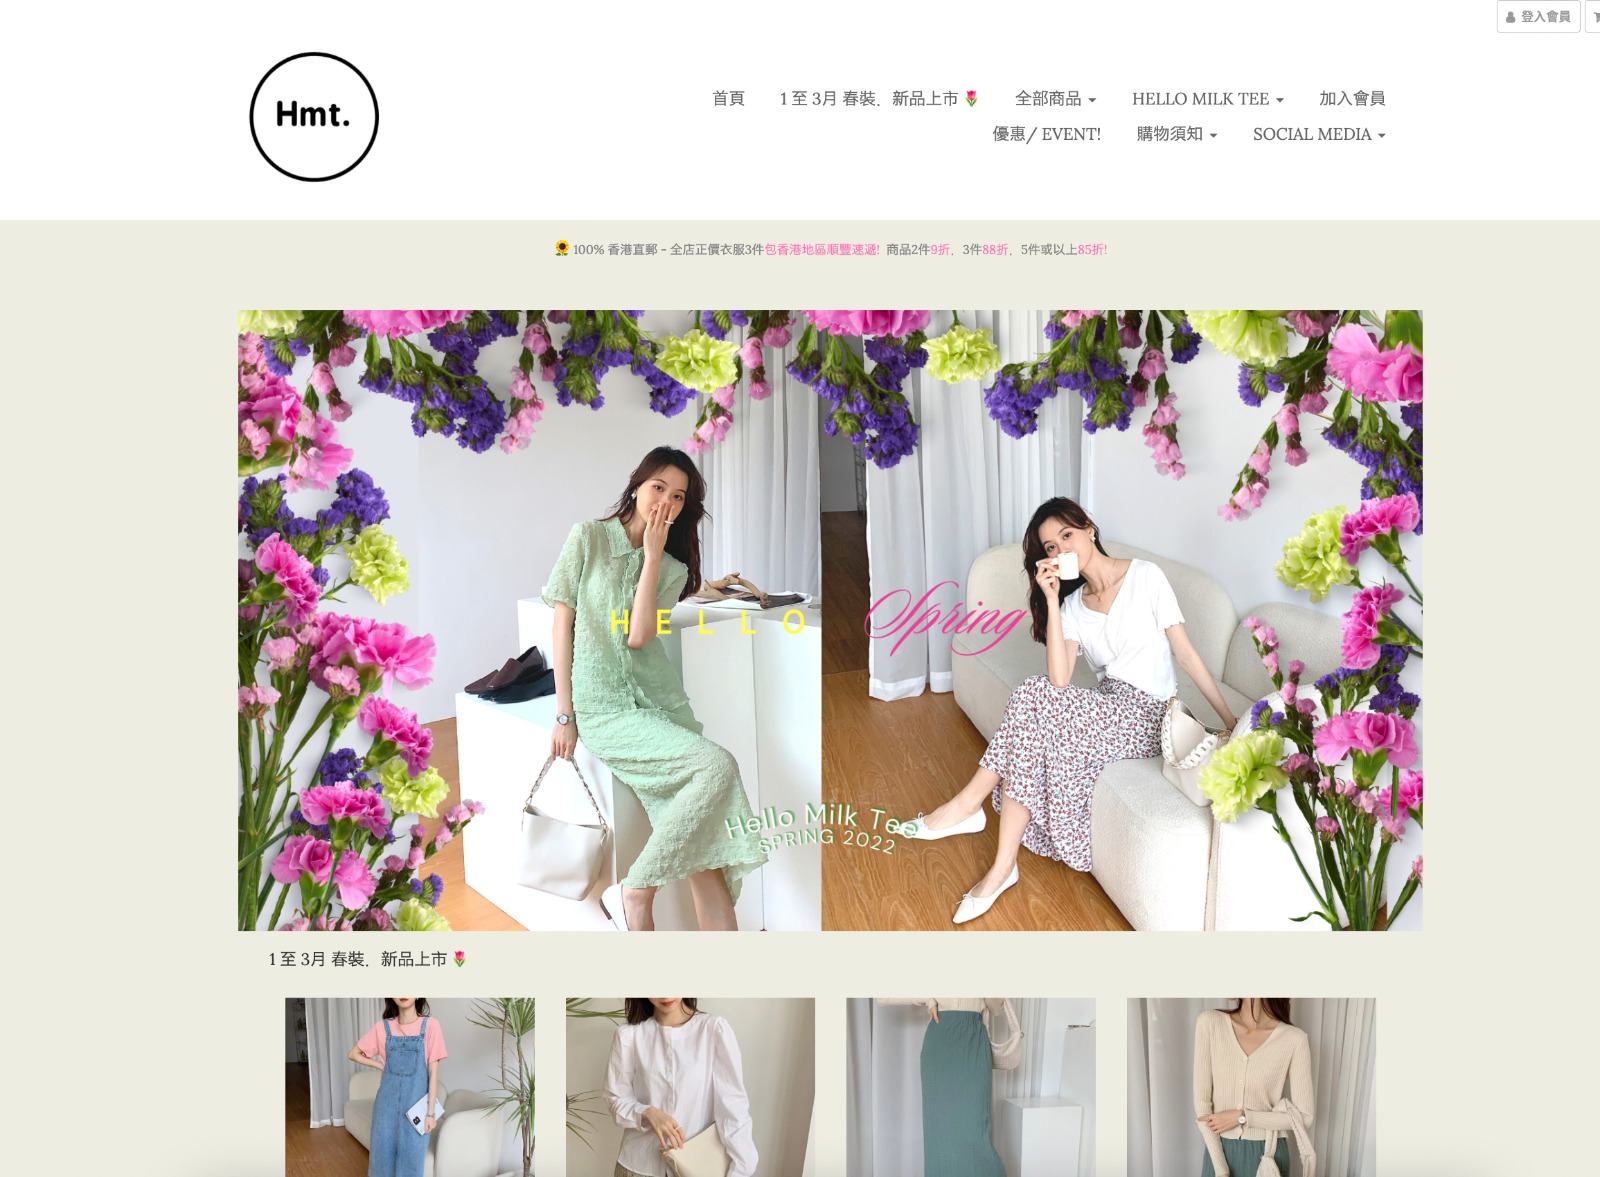 登入會員
Hmt.
首頁 1 至 3月 春裝．新品上市🌷 全部商品 HELLO MILK TEE 加入會員
優惠/ EVENT! 購物須知 SOCIAL MEDIA
🌻 100% 香港直郵 - 全店正價衣服3件包香港地區順豐速遞! 商品2件9折．3件88折．5件或以上85折!
HELLO Spring
Hello Milk Tee
SPRING 2022
1 至 3月 春裝．新品上市🌷